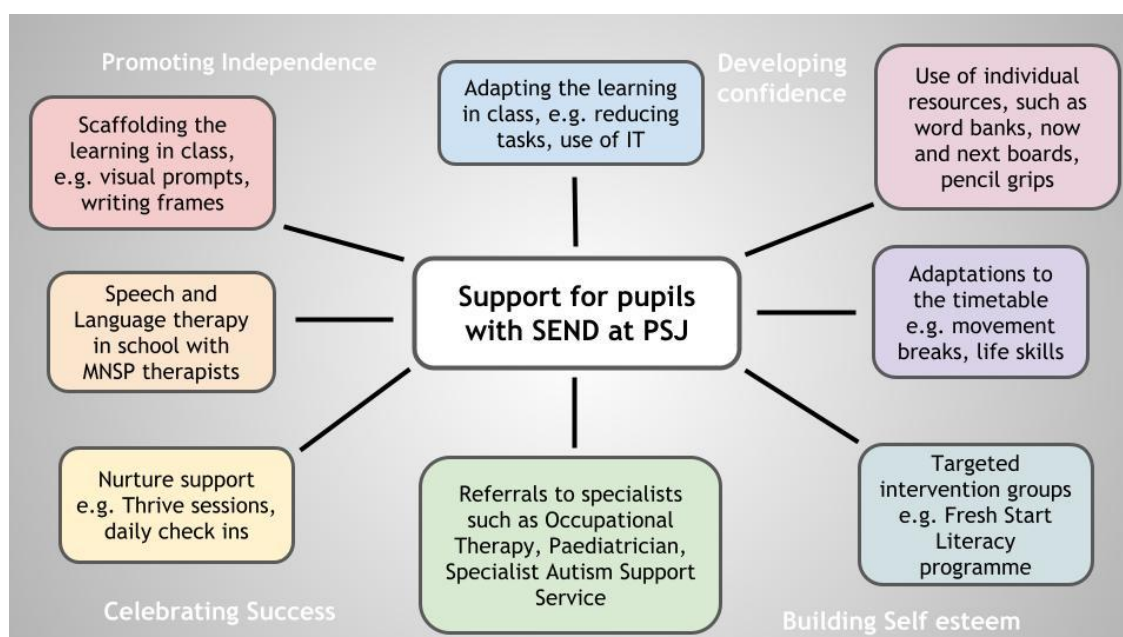 Promoting Independence
Developing
confidence
Scaffolding the
learning in class,
e.g. visual prompts,
writing frames
Adapting the learning
in class, e.g. reducing
tasks, use of IT
Use of individual
resources, such as
word banks, now
and next boards,
pencil grips
Speech and
Language therapy
in school with
MNSP therapists
Support for pupils
with SEND at PSJ
Adaptations to
the timetable
e.g. movement
breaks, life skills
Nurture support
e.g. Thrive sessions,
daily check ins
Referrals to specialists
such as Occupational
Therapy, Paediatrician,
Specialist Autism Support
Service
Targeted
intervention groups
e.g. Fresh Start
Literacy
programme
Celebrating Success
Building Self esteem